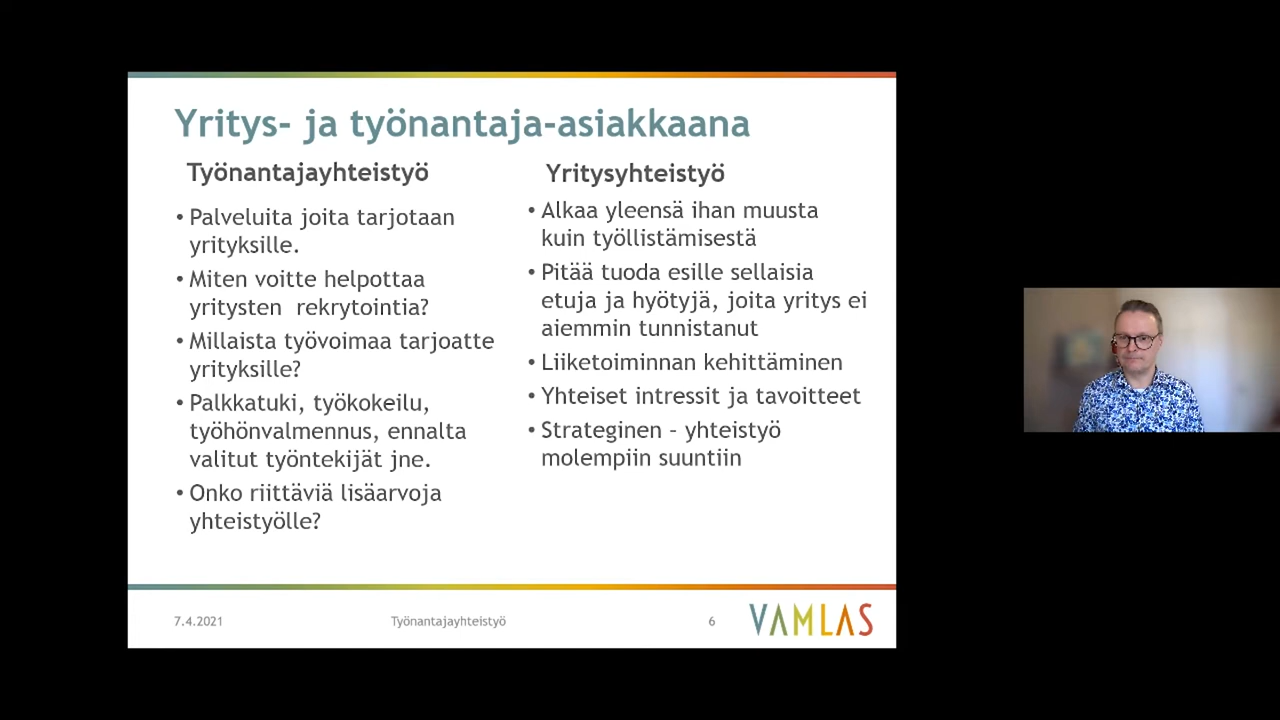 Yritys- ja työnantaja-asiakkaana
Työnantajayhteistyö
• Palveluita joita tarjotaan
yrityksille.
• Miten voitte helpottaa
yritysten rekrytointia?
• Millaista työvoimaa tarjoatte
yrityksille?
• Palkkatuki, työkokeilu,
työhönvalmennus, ennalta
valitut työntekijät jne.
• Onko riittäviä lisäarvoja
yhteistyölle?
Yritysyhteistyö
• Alkaa yleensä ihan muusta
kuin työllistämisestä
• Pitää tuoda esille sellaisia
etuja ja hyötyjä, joita yritys ei
aiemmin tunnistanut
• Liiketoiminnan kehittäminen
• Yhteiset intressit ja tavoitteet
• Strateginen – yhteistyö
molempiin suuntiin
7.4.2021
Työnantajayhteistyö
6
VAMLAS